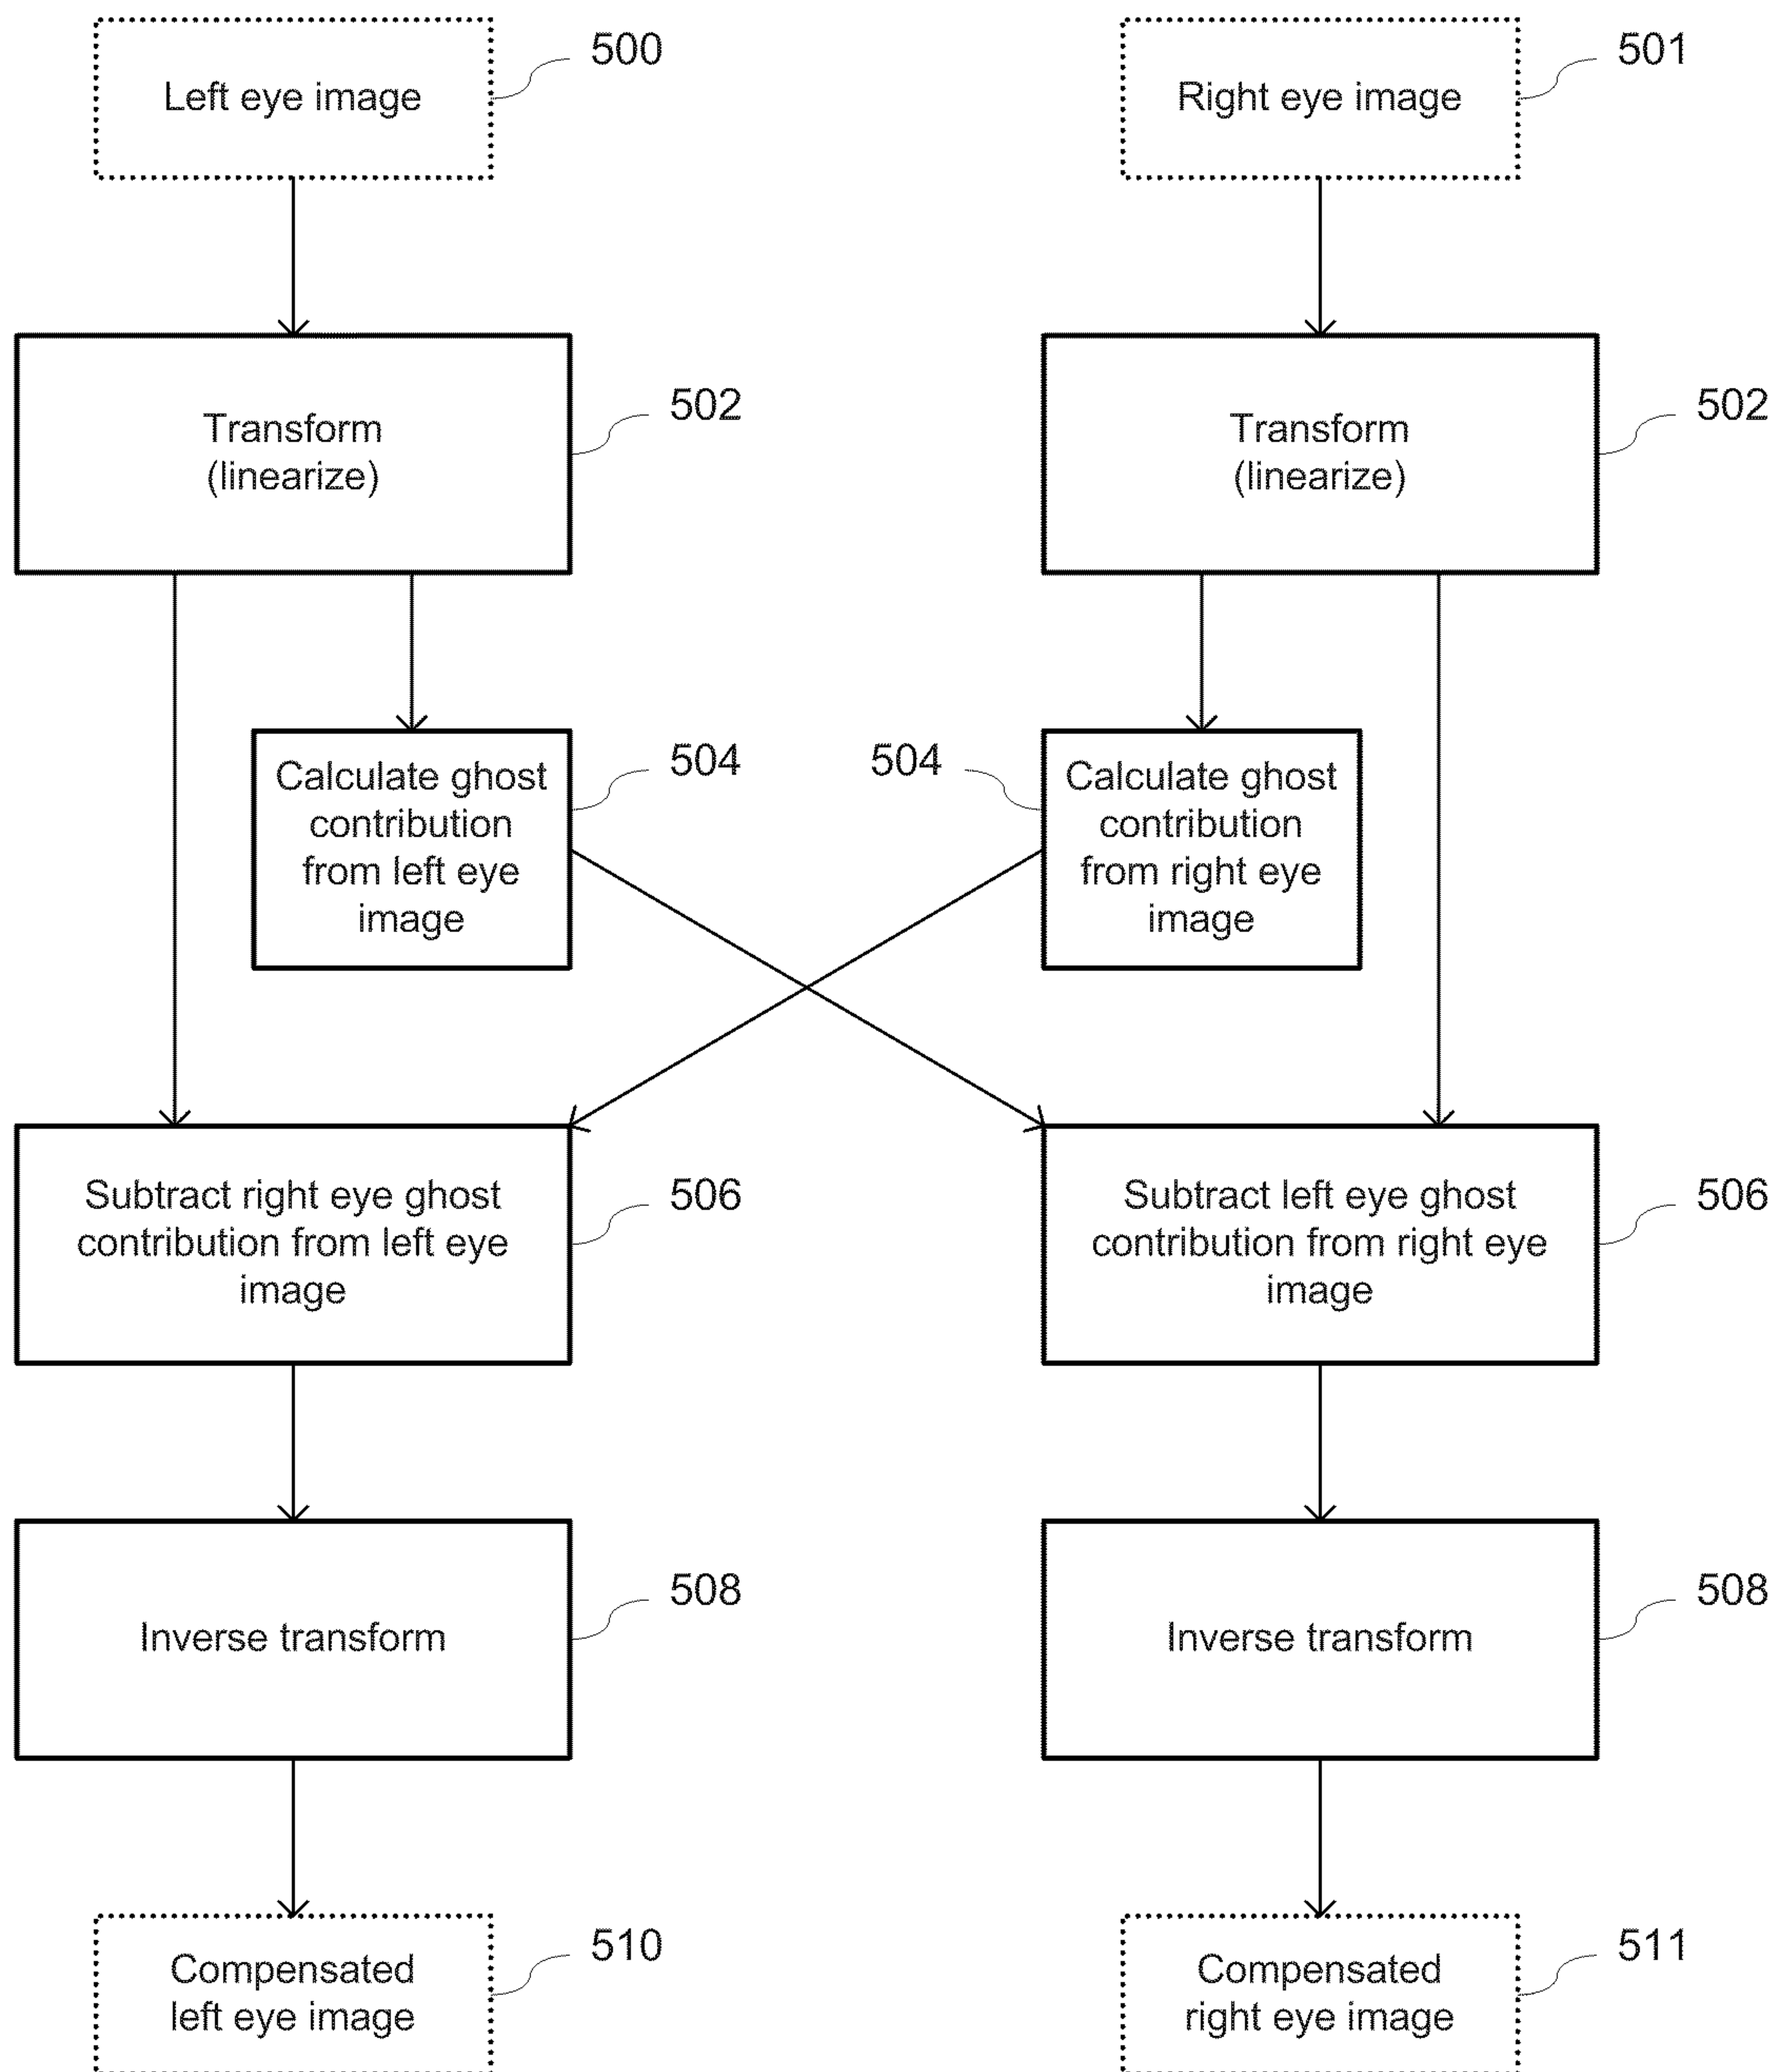 Left eye image
500
Right eye image
501
Transform
(linearize)
502
Transform
(linearize)
502
Calculate ghost
contribution
from left eye
image
504
504
Calculate ghost
contribution
from right eye
image
Subtract right eye ghost
contribution from left eye
image
506
Subtract left eye ghost
contribution from right eye
image
506
Inverse transform
508
Inverse transform
508
Compensated
left eye image
510
Compensated
right eye image
511